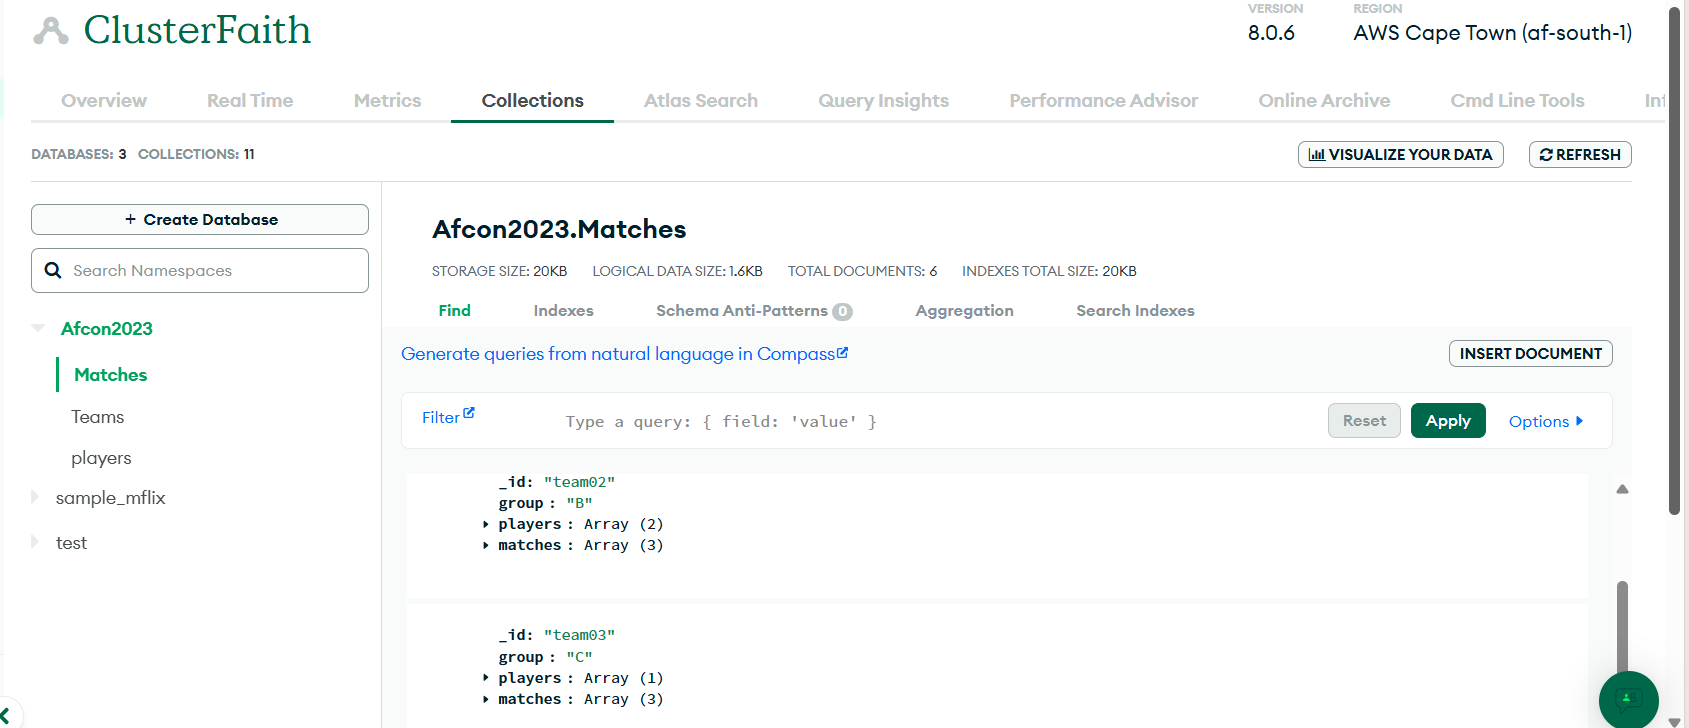 VERSION REGION
ClusterFaith 8.0.6 AWS Cape Town (af-south-1)
Overview Real Time Metrics Collections Atlas Search Query Insights Performance Advisor Online Archive Cmd Line Tools
DATABASES: 3 COLLECTIONS: 11 VISUALIZE YOUR DATA REFRESH
+ Create Database
Search Namespaces
Afcon2023
Matches
Teams
players
sample_mflix
test
Afcon2023.Matches
STORAGE SIZE: 20KB LOGICAL DATA SIZE: 1.6KB TOTAL DOCUMENTS: 6 INDEXES TOTAL SIZE: 20KB
Find Indexes Schema Anti-Patterns 0 Aggregation Search Indexes
Generate queries from natural language in Compass INSERT DOCUMENT
Filter Type a query: { field: 'value' } Reset Apply Options
_id: "team02"
group : "B"
players : Array (2)
matches : Array (3)
_id: "team03"
group : "C"
players : Array (1)
matches : Array (3)